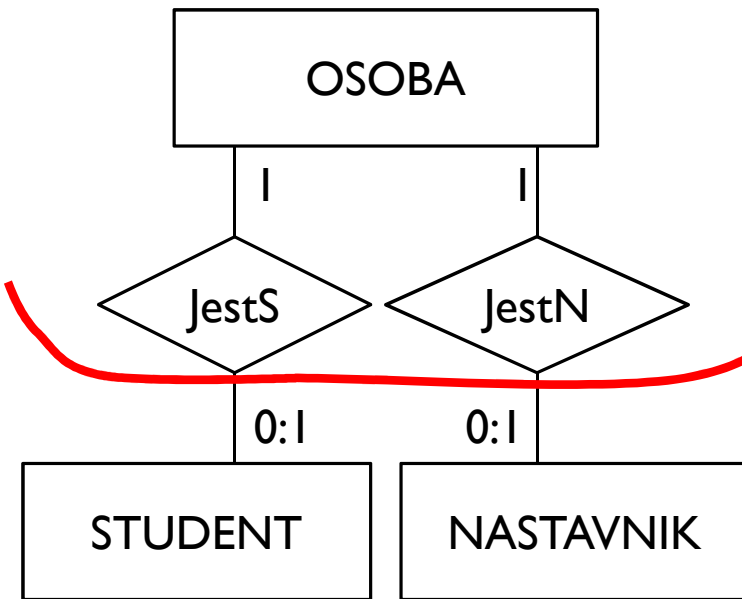 OSOBA
1 1
JestS JestN
0:1 0:1
STUDENT NASTAVNIK